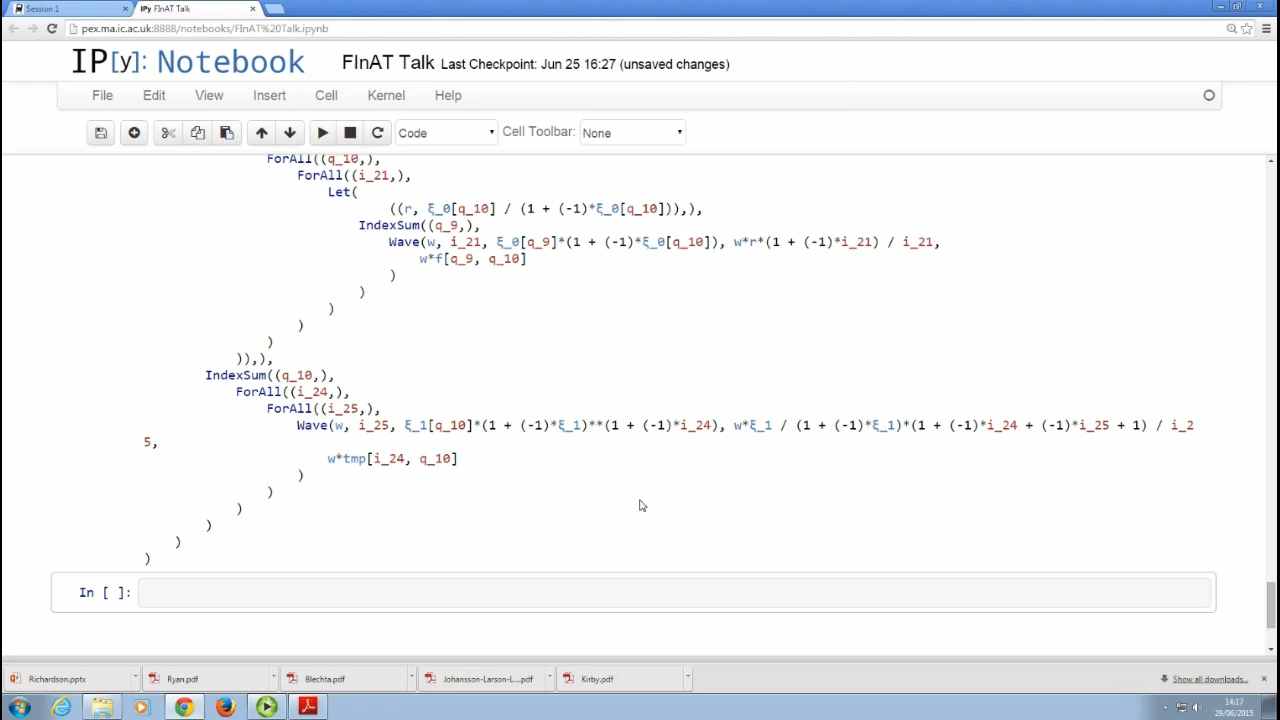 Session 1
IPy FInAT Talk
pex.ma.ic.ac.uk:8888/notebooks/FInAT%20Talk.ipynb
IP[y]: Notebook FInAT Talk Last Checkpoint: Jun 25 16:27 (unsaved changes)
File Edit View Insert Cell Kernel Help
Code Cell Toolbar: None
ForAll((q_10,),
ForAll((i_21,),
Let(
((r, ξ_0[q_10] / (1 + (-1)*ξ_0[q_10])),),
IndexSum((q_9,),
Wave(w, i_21, ξ_0[q_9]*(1 + (-1)*ξ_0[q_10]), w*r*(1 + (-1)*i_21) / i_21,
w*f[q_9, q_10]
)
)
)
)
)
)),),
IndexSum((q_10,),
ForAll((i_24,),
ForAll((i_25,),
Wave(w, i_25, ξ_1[q_10]*(1 + (-1)*ξ_1)**(1 + (-1)*i_24), w*ξ_1 / (1 + (-1)*ξ_1)*(1 + (-1)*i_24 + (-1)*i_25 + 1) / i_2
5,
w*tmp[i_24, q_10]
)
)
)
)
)
)
In [ ]:
Richardson.pptx Ryan.pdf Blechta.pdf Johansson-Larson-L....pdf Kirby.pdf Show all downloads...
14:17
29/06/2015